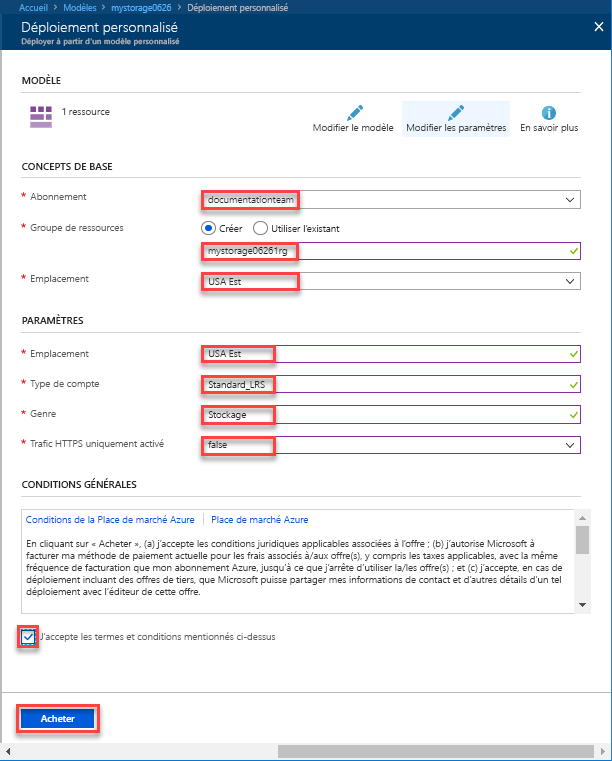 Accueil > Modèles > mystorage0626 > Déploiement personnalisé
Déploiement personnalisé
Déployer à partir d'un modèle personnalisé
MODÈLE
1 ressource
Modifier le modèle
Modifier les paramètres
En savoir plus
CONCEPTS DE BASE
* Abonnement
documentationteam
* Groupe de ressources
Créer
Utiliser l'existant
mystorage06261rg
* Emplacement
USA Est
PARAMÈTRES
* Emplacement
USA Est
* Type de compte
Standard_LRS
* Genre
Stockage
* Trafic HTTPS uniquement activé
false
CONDITIONS GÉNÉRALES
Conditions de la Place de marché Azure
Place de marché Azure
En cliquant sur « Acheter », (a) j'accepte les conditions juridiques applicables associées à l'offre ; (b) j'autorise Microsoft à
facturer ma méthode de paiement actuelle pour les frais associés à/aux offre(s), y compris les taxes applicables, avec la même
fréquence de facturation que mon abonnement Azure, jusqu'à ce que j'arrête d'utiliser la/les offre(s) ; et (c) j'accepte, en cas de
déploiement incluant des offres de tiers, que Microsoft puisse partager mes informations de contact et d'autres détails d'un tel
déploiement avec l'éditeur de cette offre.
J'accepte les termes et conditions mentionnés ci-dessus
Acheter